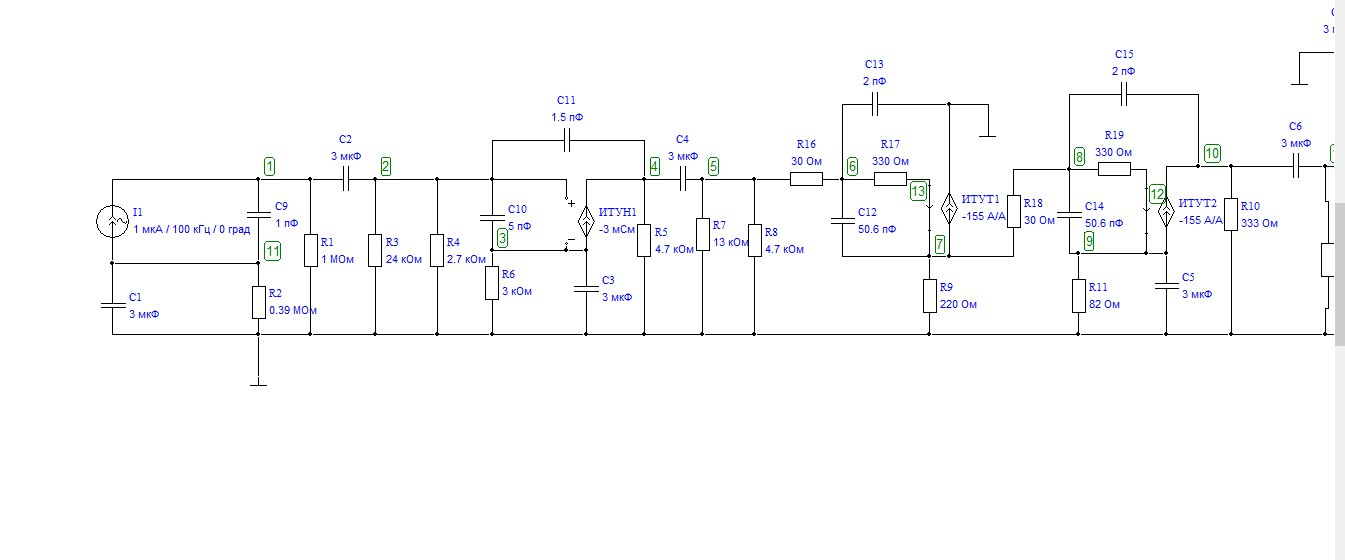 C13
2 пФ
C15
2 пФ
C11
1.5 пФ
C2
3 мкФ
C4
3 мкФ
R16
30 Ом
R17
330 Ом
R19
330 Ом
C6
3 мкФ
1
2
4
5
6
8
10
I1
1 мкА / 100 кГц / 0 град
C9
1 пФ
11
R1
1 МОм
R3
24 кОм
R4
2.7 кОм
C10
5 пФ
3
+
−
ИТУН1
-3 мСм
R5
4.7 кОм
R7
13 кОм
R8
4.7 кОм
C12
50.6 пФ
13
7
ИТУТ1
-155 А/А
R18
30 Ом
C14
50.6 пФ
9
12
ИТУТ2
-155 А/А
R10
333 Ом
C1
3 мкФ
R2
0.39 МОм
R6
3 кОм
C3
3 мкФ
R9
220 Ом
R11
82 Ом
C5
3 мкФ